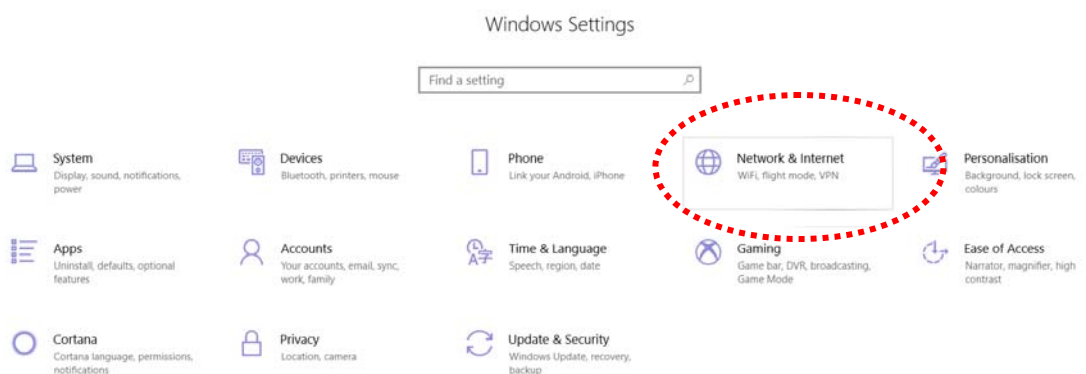 Windows Settings
Find a setting
System
Display, sound, notifications,
power
Devices
Bluetooth, printers, mouse
Phone
Link your Android, iPhone
Network & Internet
WiFi, flight mode, VPN
Personalisation
Background, lock screen,
colours
Apps
Uninstall, defaults, optional
features
Accounts
Your accounts, email, sync,
work, family
Time & Language
Speech, region, date
Gaming
Game bar, DVR, broadcasting,
Game Mode
Ease of Access
Narrator, magnifier, high
contrast
Cortana
Cortana language, permissions,
notifications
Privacy
Location, camera
Update & Security
Windows Update, recovery,
backup